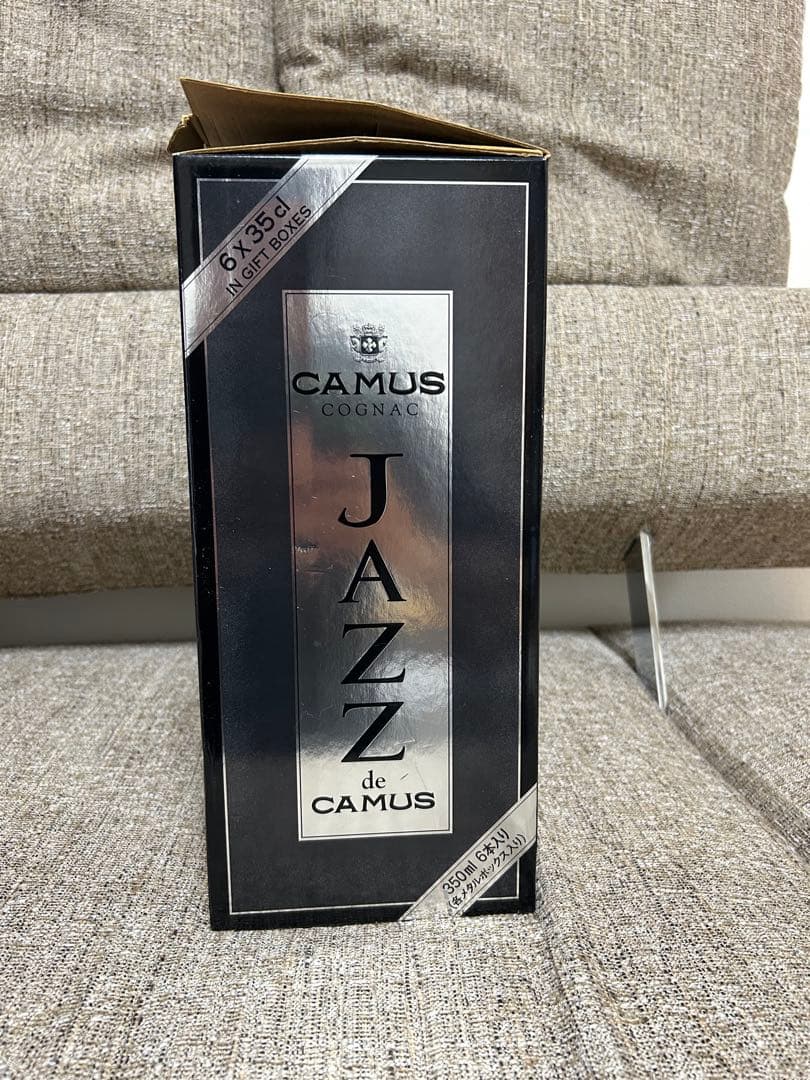 6 x 35 cl
IN GIFT BOXES
CAMUS
COGNAC
JAZZ
de
CAMUS
350ml 6本入り
(各メタルボックス入り)